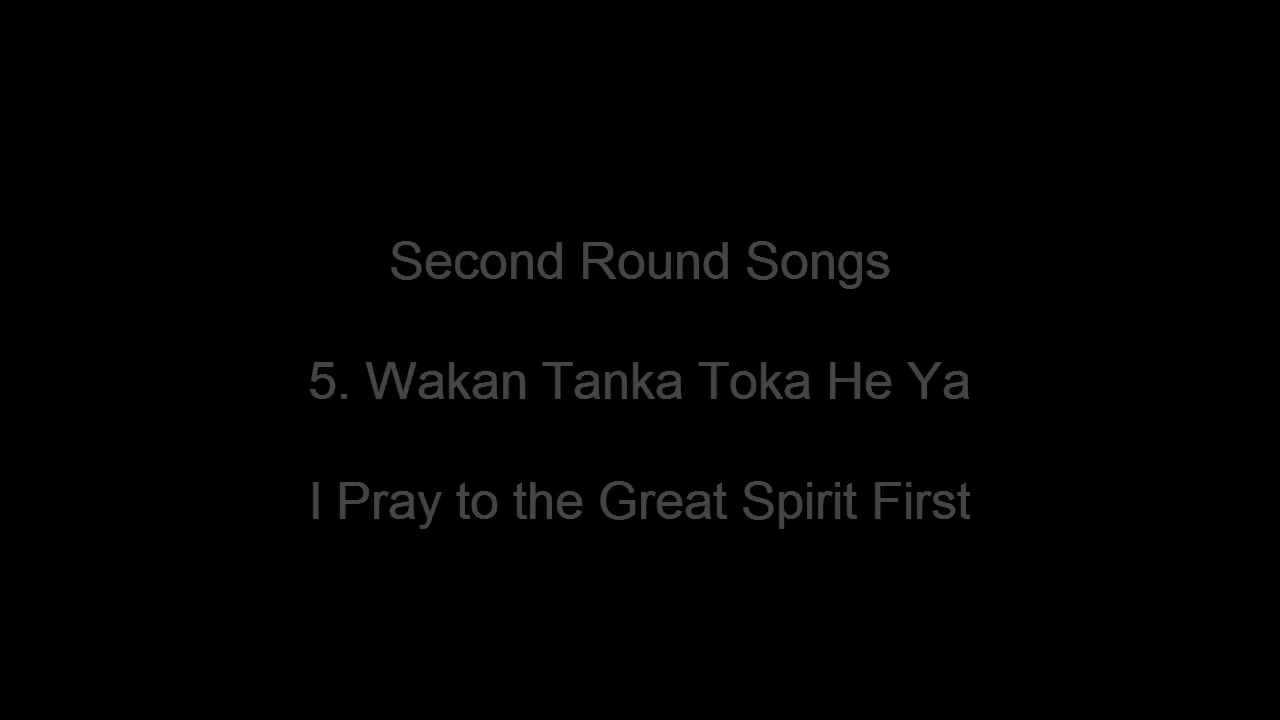 Second Round Songs
5. Wakan Tanka Toka He Ya
I Pray to the Great Spirit First